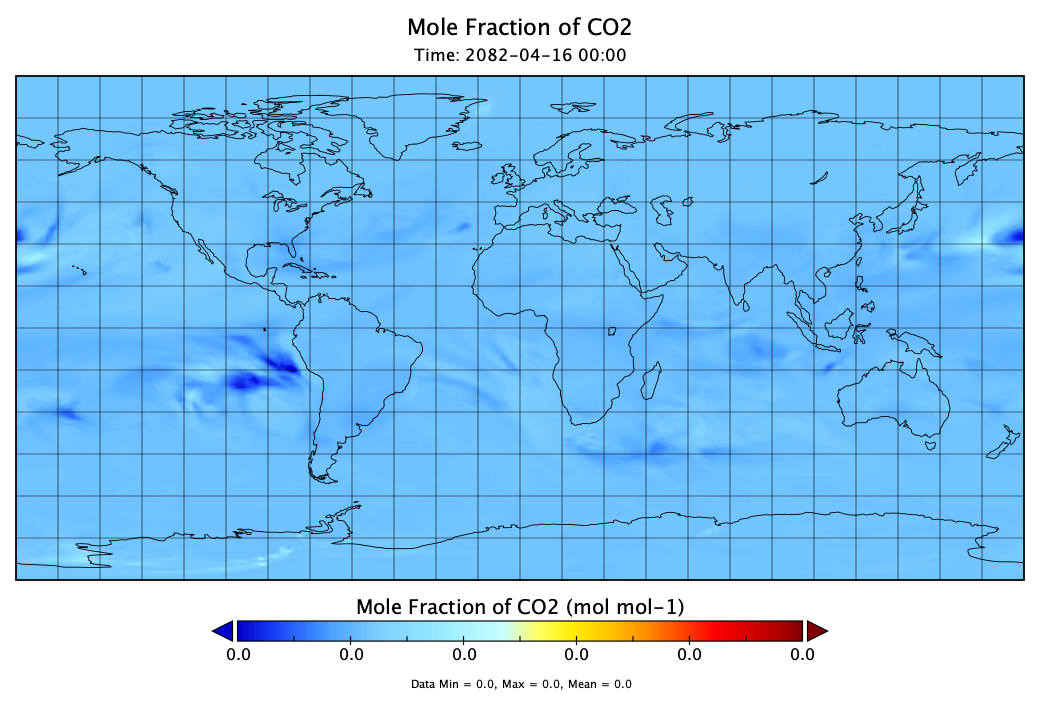 Mole Fraction of CO2
Time: 2082-04-16 00:00
Mole Fraction of CO2 (mol mol-1)
0.0 0.0 0.0 0.0 0.0 0.0
Data Min = 0.0, Max = 0.0, Mean = 0.0